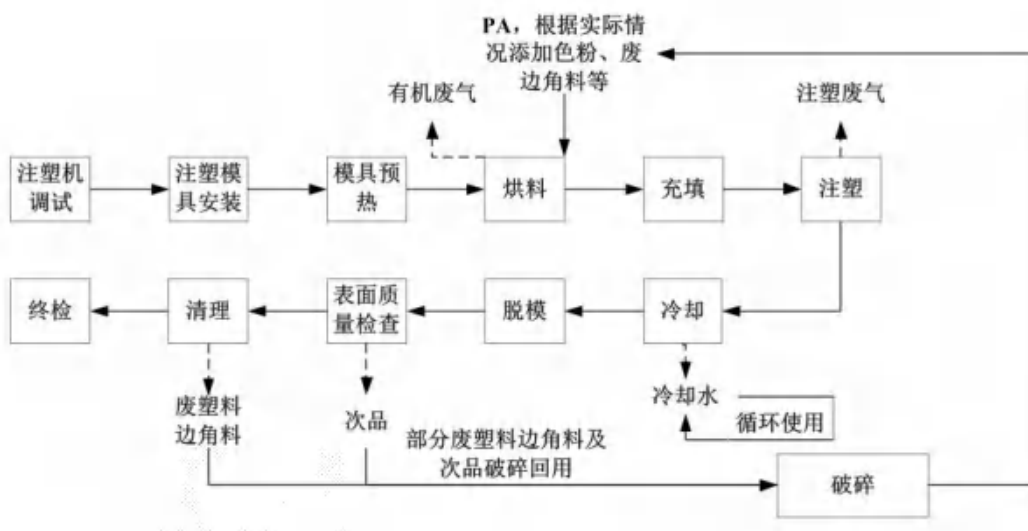 PA，根据实际情
况添加色粉、废
边角料等
有机废气
注塑废气
注塑机
调试
注塑模
具安装
模具预
热
烘料
充填
注塑
终检
清理
表面质
量检查
脱模
冷却
废塑料
边角料
次品
冷却水
循环使用
部分废塑料边角料及
次品破碎回用
破碎